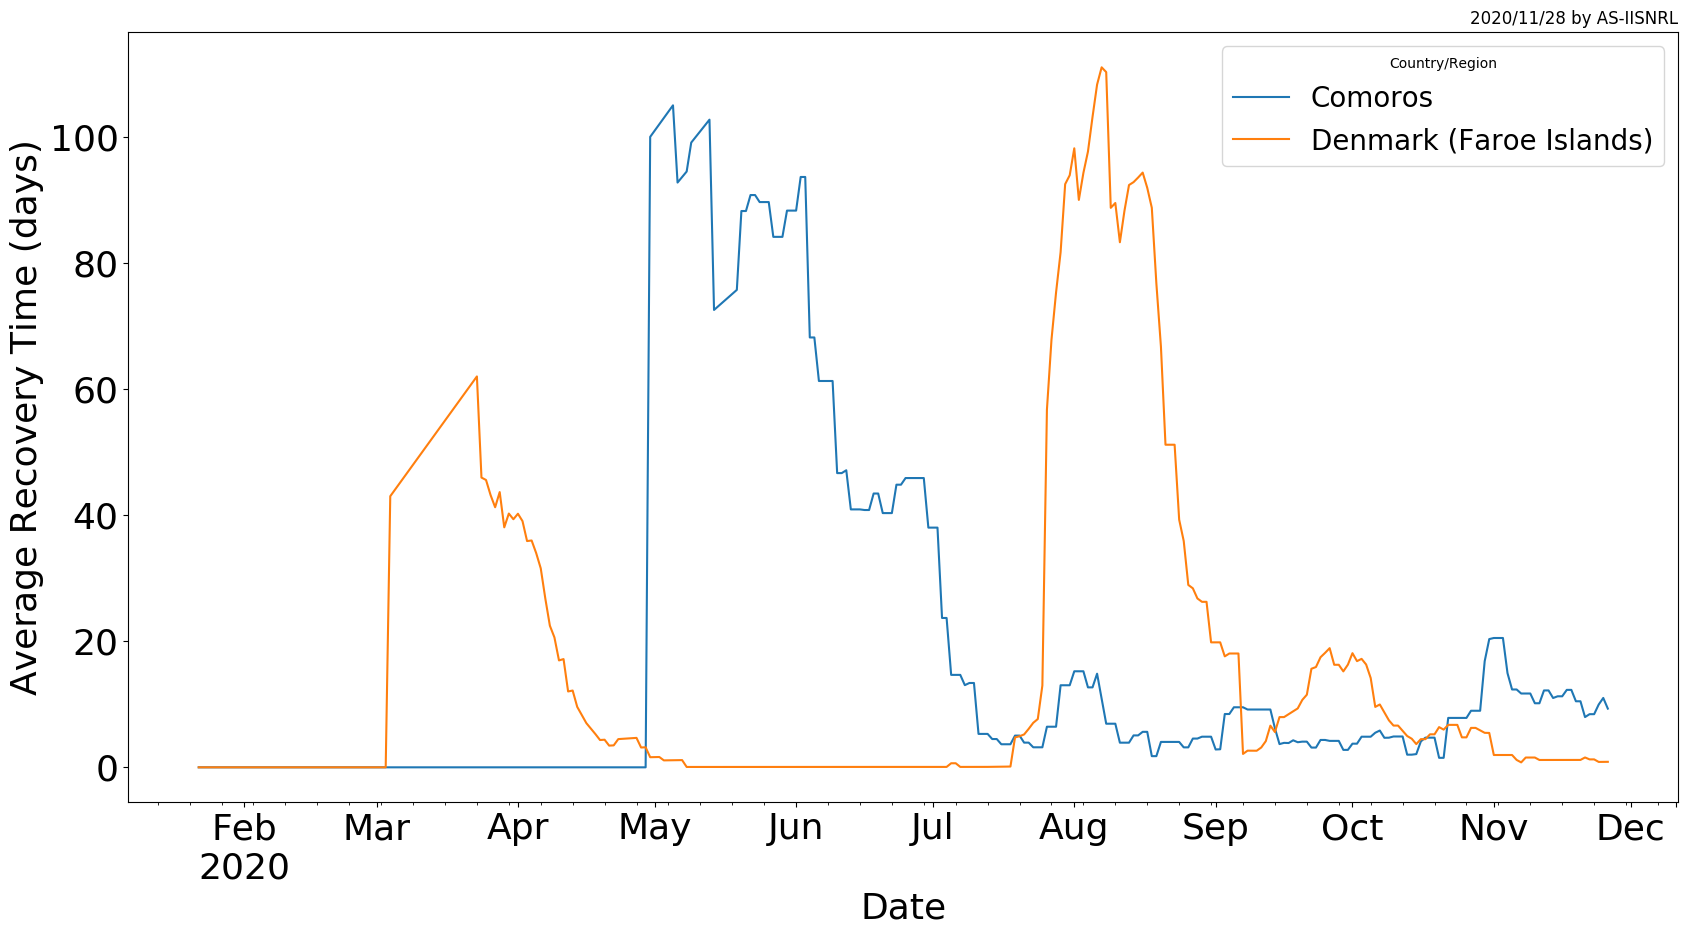 2020/11/28 by AS-IISNRL
Country/Region
Comoros
Denmark (Faroe Islands)
Average Recovery Time (days)
100
80
60
40
20
0
Feb Mar Apr May Jun Jul Aug Sep Oct Nov Dec
2020
Date